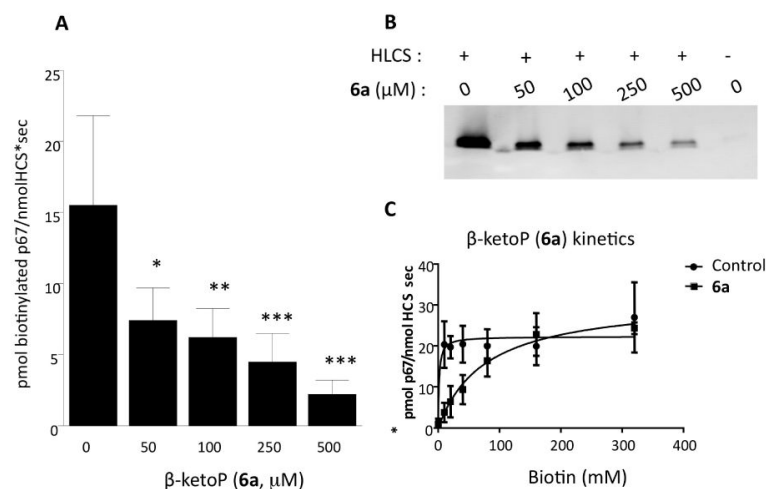 A
25
20
15
10
5
0
pmol biotinylated p67/nmolHCS*sec
*
**
***
***
0 50 100 250 500
β-ketoP (6a, μM)
B
HLCS : + + + + + -
6a (μM) : 0 50 100 250 500 0
C
β-ketoP (6a) kinetics
Control
6a
40
30
20
10
0
pmol p67/nmol HCS sec
*
0 100 200 300 400
Biotin (mM)